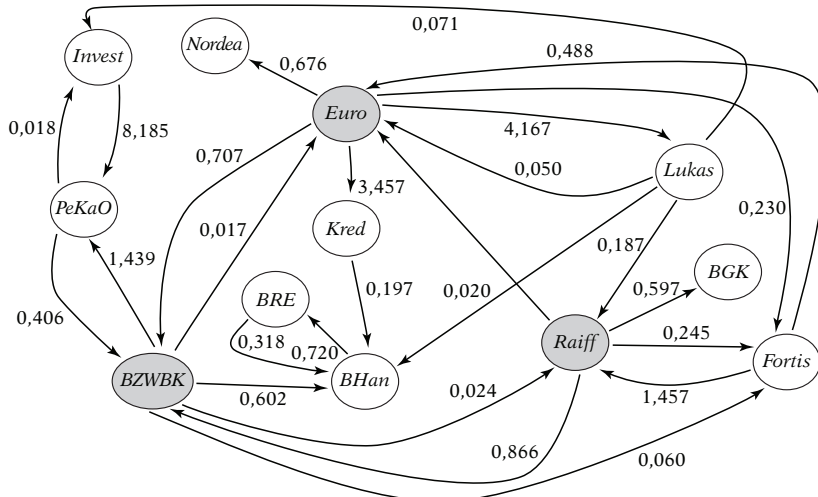 0,071
Nordea
Invest
0,488
0,676
Euro
0,018
8,185
4,167
0,707
0,050
Lukas
3,457
PeKaO
0,230
0,017
Kred
0,187
1,439
BGK
0,197
0,020
0,597
BRE
0,406
0,318
0,245
0,720
Raiff
Fortis
BZWBK
BHan
0,602
0,024
1,457
0,866
0,060